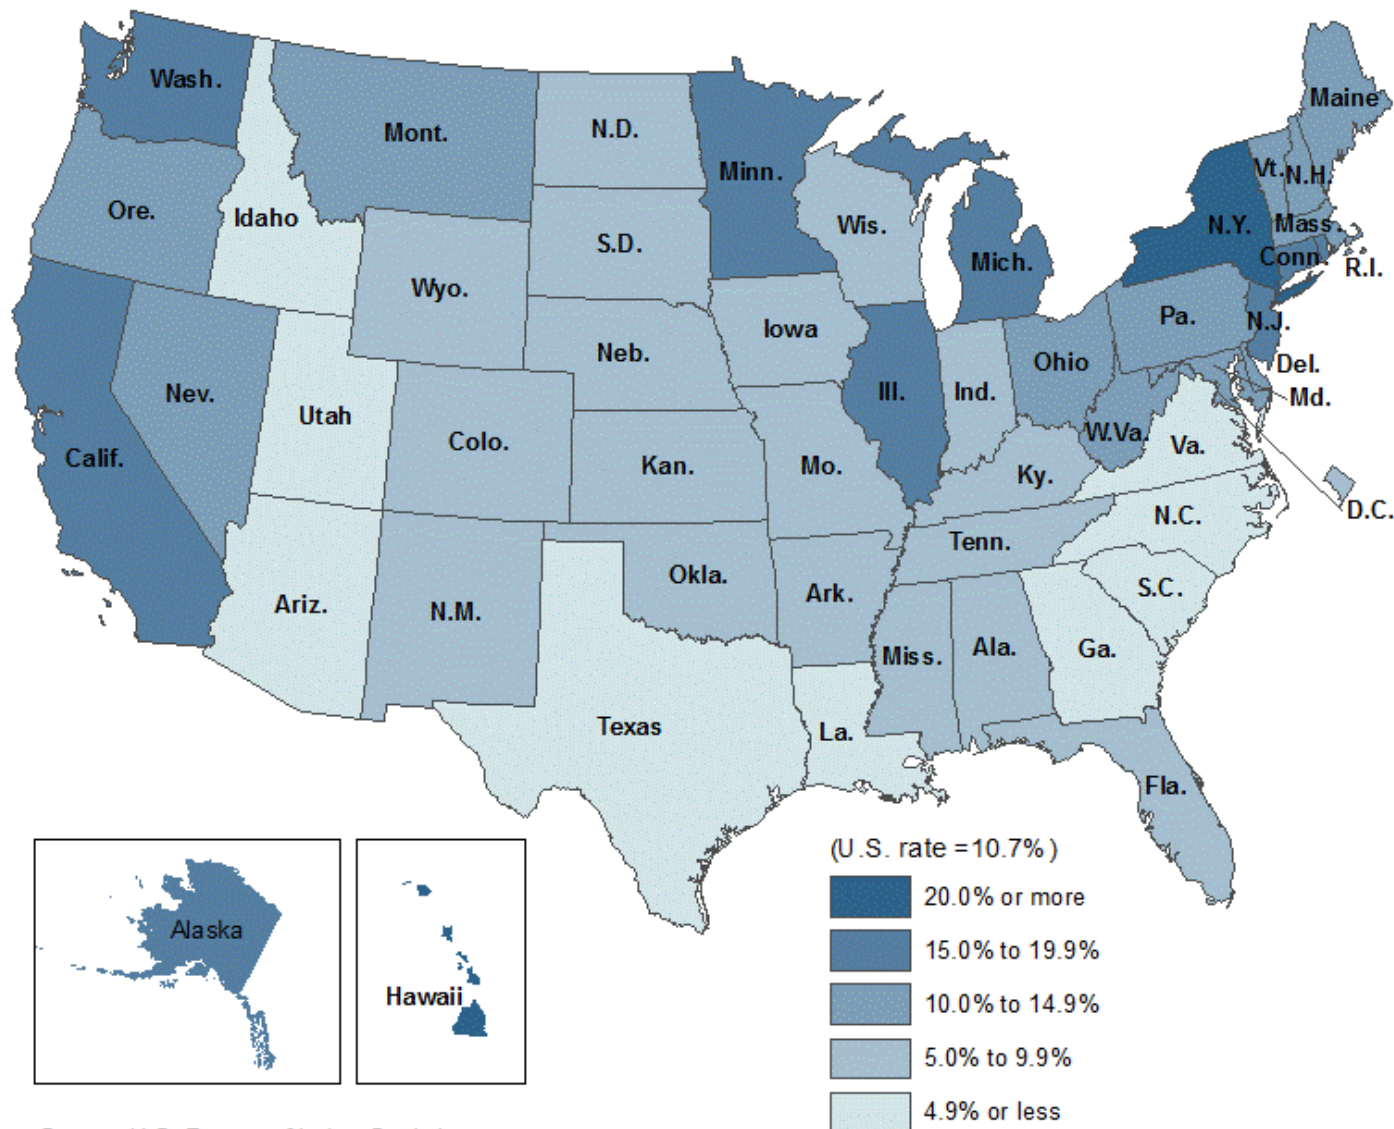 Wash.
Maine
Mont.
N.D.
Minn.
Vt.
N.H.
Ore.
Idaho
Wis.
N.Y.
Mass.
S.D.
Mich.
Conn.
R.I.
Wyo.
Iowa
Pa.
N.J.
Neb.
Ohio
Del.
Nev.
Ill.
Ind.
Md.
Utah
Colo.
W.Va.
Va.
Calif.
Kan.
Mo.
Ky.
D.C.
N.C.
Tenn.
Okla.
Ark.
S.C.
Ariz.
N.M.
Miss.
Ala.
Ga.
Texas
La.
Fla.
Alaska
Hawaii
(U.S. rate =10.7%)
20.0% or more
15.0% to 19.9%
10.0% to 14.9%
5.0% to 9.9%
4.9% or less